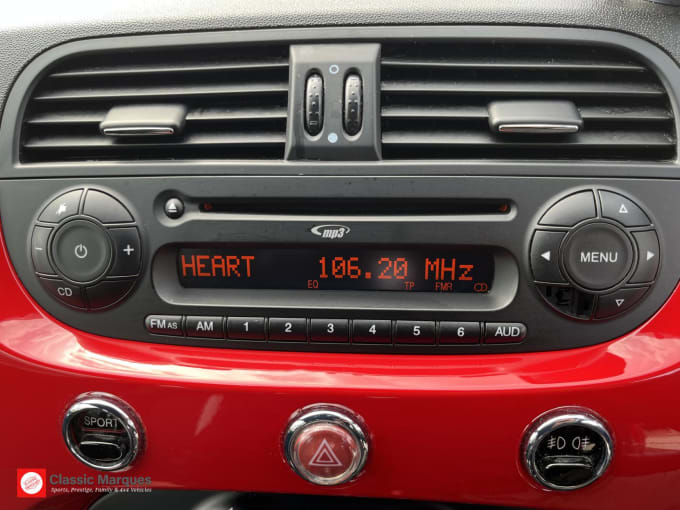 mp3
HEART 106.20 MHz
EQ TP FMR
- +
CD
MENU
FM AS AM 1 2 3 4 5 6 AUD
SPORT
Classic Marques
Sports, Prestige, Family & 4x4 Vehicles